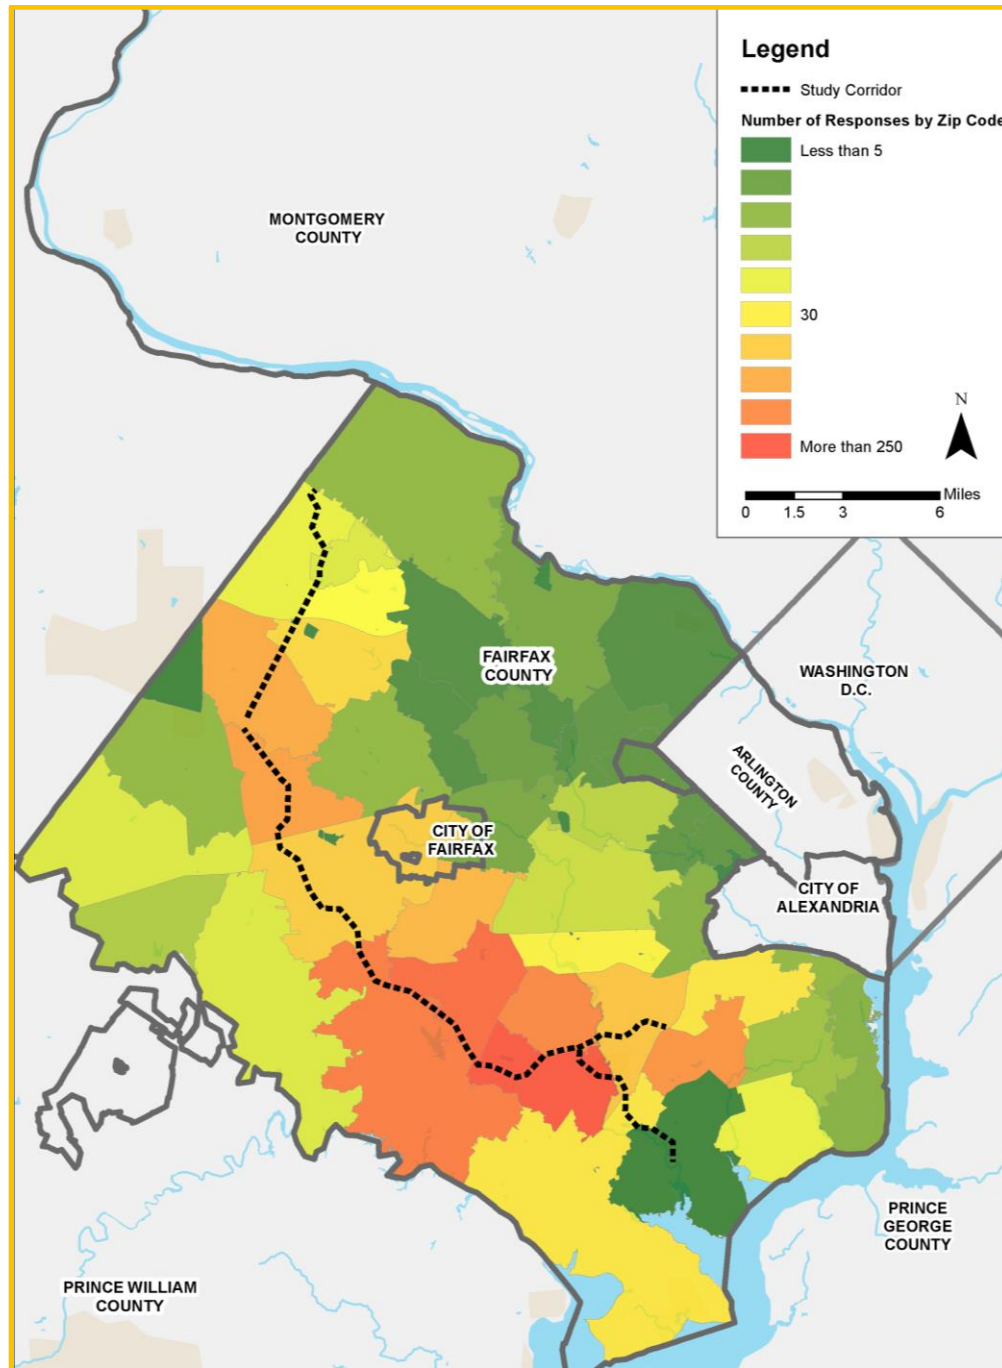 Legend
Study Corridor
Number of Responses by Zip Code
Less than 5
30
More than 250
N
Miles
0 1.5 3 6
MONTGOMERY
COUNTY
FAIRFAX
COUNTY
WASHINGTON
D.C.
ARLINGTON
COUNTY
CITY OF
FAIRFAX
CITY OF
ALEXANDRIA
PRINCE
GEORGE
COUNTY
PRINCE WILLIAM
COUNTY